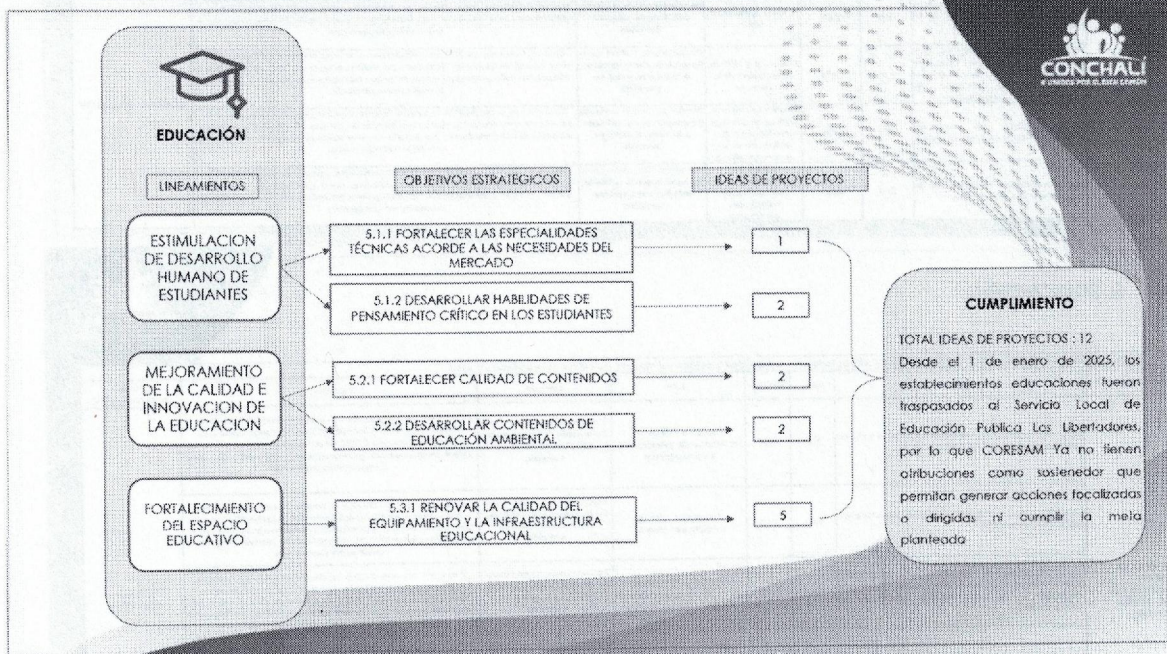 CONCHALÍ
EDUCACIÓN
LINEAMIENTOS
OBJETIVOS ESTRATEGICOS
IDEAS DE PROYECTOS
ESTIMULACION
DE DESARROLLO
HUMANO DE
ESTUDIANTES
5.1.1 FORTALECER LAS ESPECIALIDADES
TÉCNICAS ACORDE A LAS NECESIDADES DEL
MERCADO
1
5.1.2 DESARROLLAR HABILIDADES DE
PENSAMIENTO CRÍTICO EN LOS ESTUDIANTES
2
MEJORAMIENTO
DE LA CALIDAD E
INNOVACION DE
LA EDUCACION
5.2.1 FORTALECER CALIDAD DE CONTENIDOS
2
5.2.2 DESARROLLAR CONTENIDOS DE
EDUCACIÓN AMBIENTAL
2
FORTALECIMIENTO
DEL ESPACIO
EDUCATIVO
5.3.1 RENOVAR LA CALIDAD DEL
EQUIPAMIENTO Y LA INFRAESTRUCTURA
EDUCACIONAL
5
CUMPLIMIENTO
TOTAL IDEAS DE PROYECTOS : 12
Desde el 1 de enero de 2025, los
establecimientos educaciones fueron
traspasados al Servicio Local de
Educación Publica Los Libertadores,
por lo que CORESAM Ya no tienen
atribuciones como sostenedor que
permitan generar acciones focalizadas
o dirigidas ni cumplir la meta
planteada